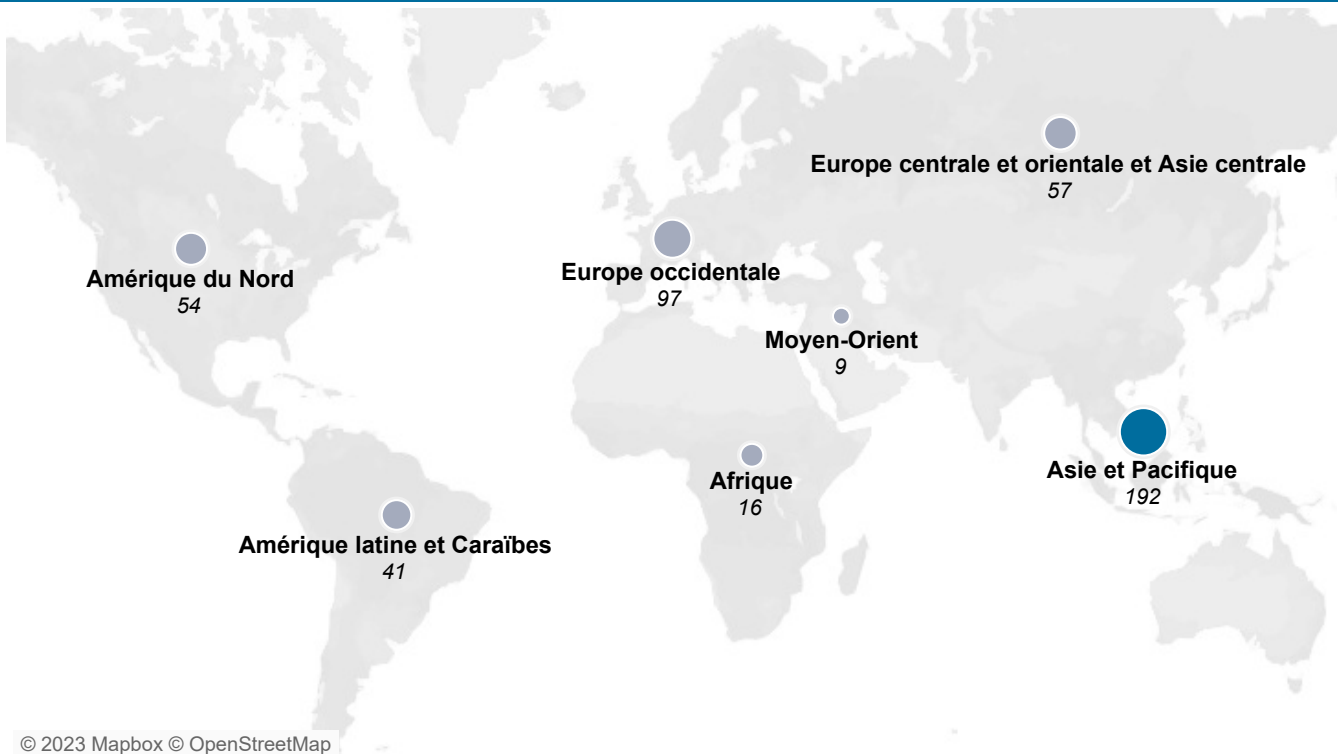 Europe centrale et orientale et Asie centrale
57
Amérique du Nord
54
Europe occidentale
97
Moyen-Orient
9
Afrique
16
Asie et Pacifique
192
Amérique latine et Caraïbes
41
© 2023 Mapbox © OpenStreetMap